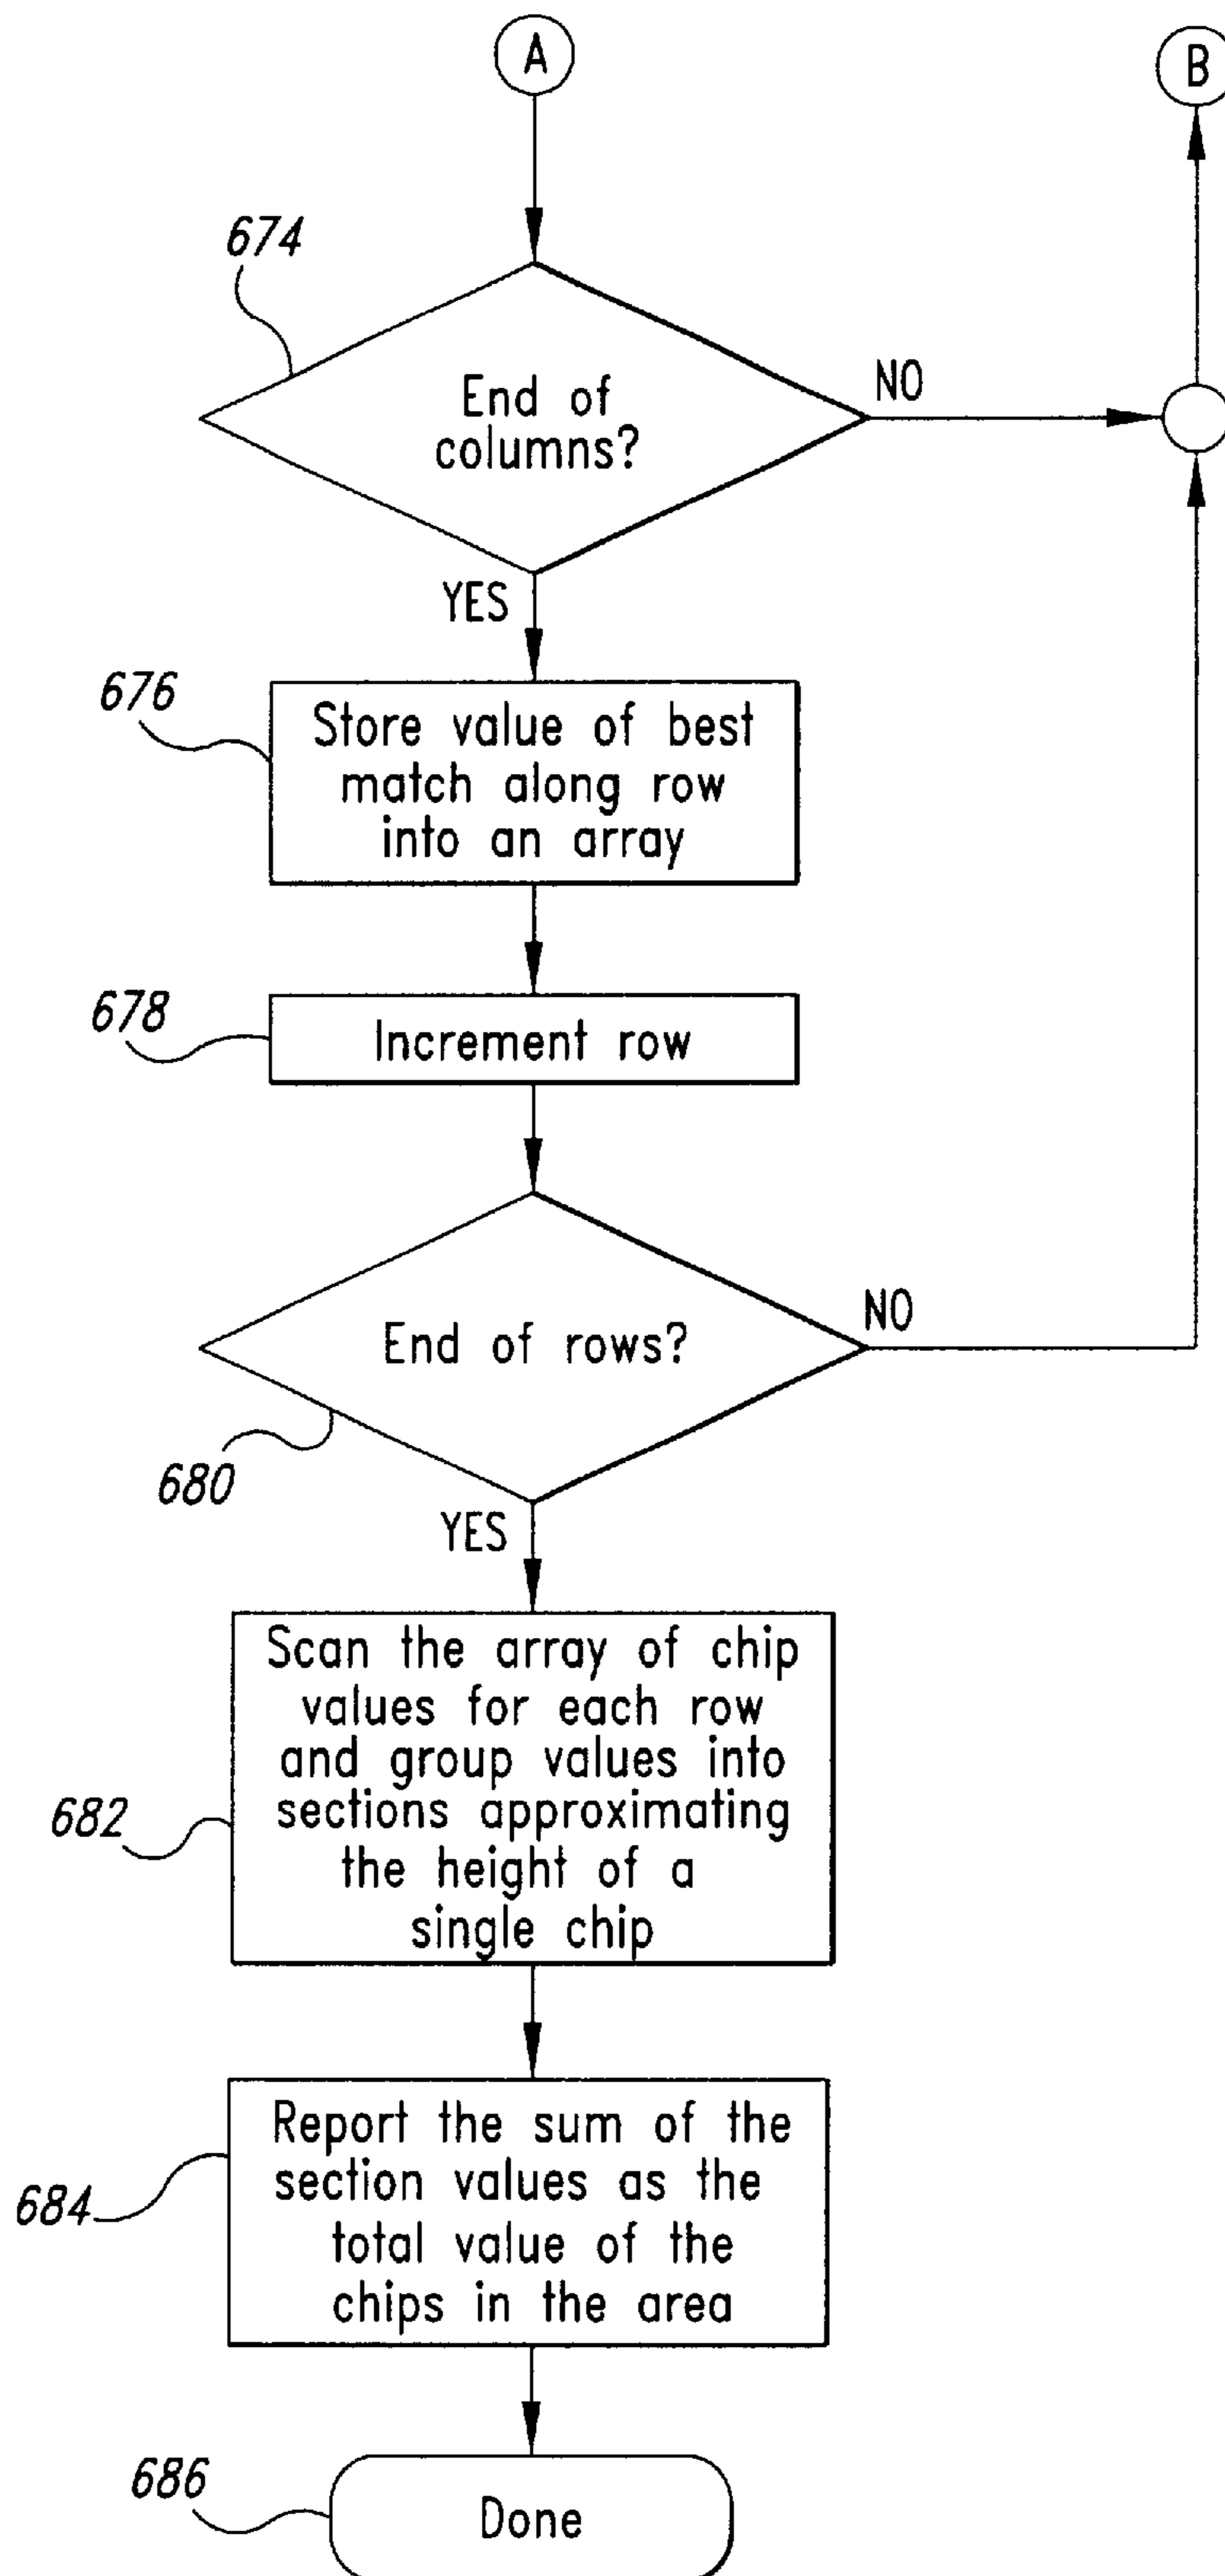 A
B
674
End of
columns?
NO
YES
676
Store value of best
match along row
into an array
678
Increment row
End of rows?
NO
680
YES
Scan the array of chip
values for each row
and group values into
sections approximating
the height of a
single chip
682
Report the sum of the
section values as the
total value of the
chips in the area
684
686
Done